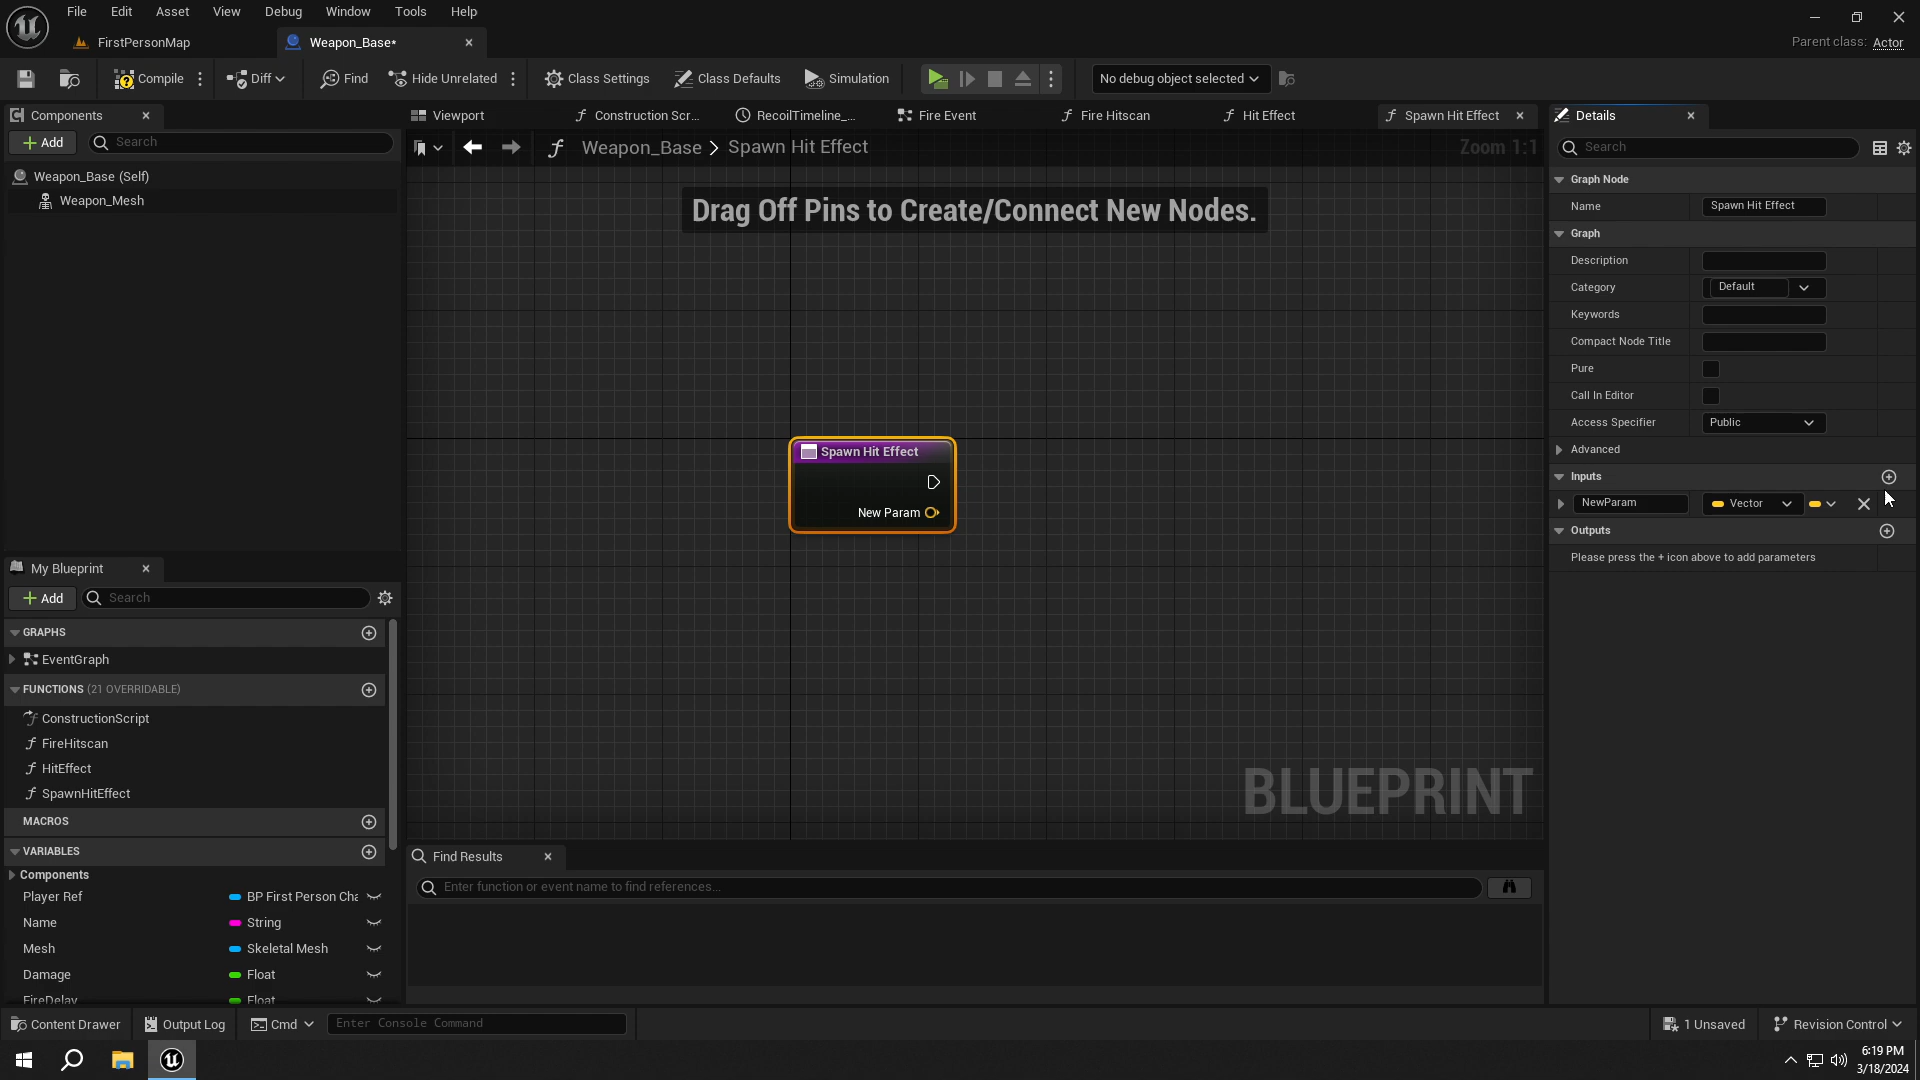 File Edit Asset View Debug Window Tools Help
FirstPersonMap
Weapon_Base*
Parent class: Actor
Compile
Diff
Find
Hide Unrelated
Class Settings
Class Defaults
Simulation
No debug object selected
Components
Viewport
Construction Scr...
RecoilTimeline_...
Fire Event
Fire Hitscan
Hit Effect
Spawn Hit Effect
Details
Add
Search
Weapon_Base > Spawn Hit Effect
Zoom 1:1
Search
Weapon_Base (Self)
Weapon_Mesh
Drag Off Pins to Create/Connect New Nodes.
Spawn Hit Effect
New Param
BLUEPRINT
Graph Node
Name Spawn Hit Effect
Graph
Description
Category Default
Keywords
Compact Node Title
Pure
Call In Editor
Access Specifier Public
Advanced
Inputs
NewParam Vector
Outputs
Please press the + icon above to add parameters
My Blueprint
Add
Search
GRAPHS
EventGraph
FUNCTIONS (21 OVERRIDABLE)
ConstructionScript
FireHitscan
HitEffect
SpawnHitEffect
MACROS
VARIABLES
Components
Player Ref BP First Person Cha
Name String
Mesh Skeletal Mesh
Damage Float
FireDelay Float
Find Results
Enter function or event name to find references...
Content Drawer
Output Log
Cmd
Enter Console Command
1 Unsaved
Revision Control
6:19 PM
3/18/2024